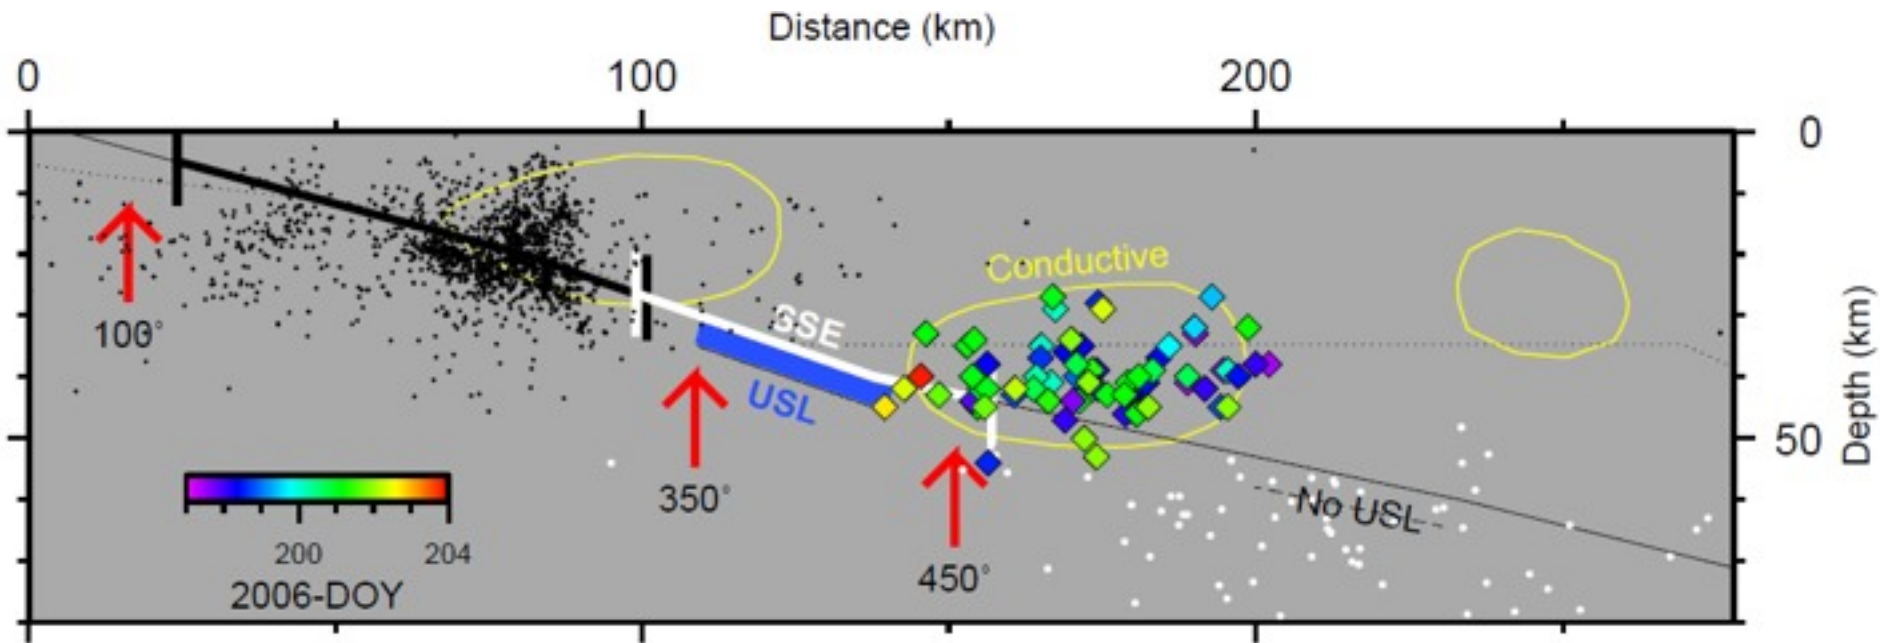 Distance (km)
0 100 200
0
Conductive
100°
SSE
USL
50
Depth (km)
350°
No USL
200 204
450°
2006-DOY